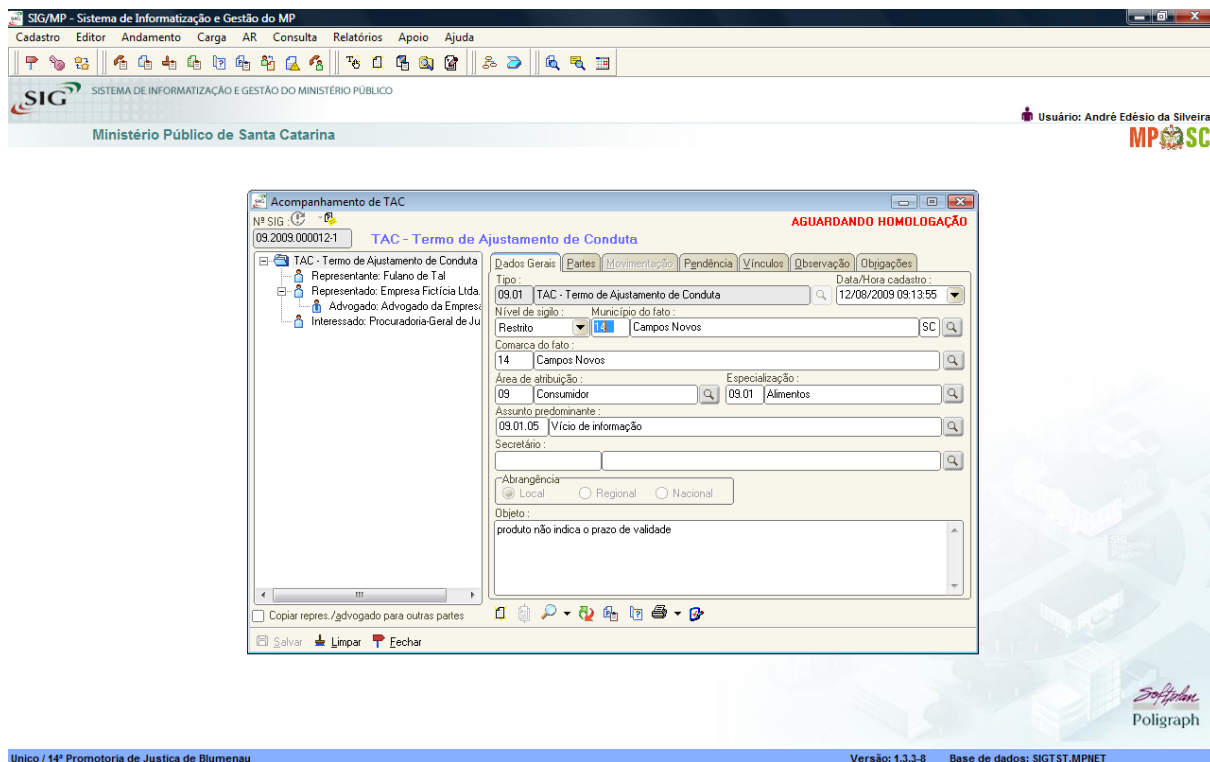 SIG/MP - Sistema de Informatização e Gestão do MP
Cadastro Editor Andamento Carga AR Consulta Relatórios Apoio Ajuda
SIG SISTEMA DE INFORMATIZAÇÃO E GESTÃO DO MINISTÉRIO PÚBLICO
Usuário: André Edésio da Silveira
Ministério Público de Santa Catarina
MPSC
Acompanhamento de TAC
Nº SIG :
AGUARDANDO HOMOLOGAÇÃO
09.2009.000012-1 TAC - Termo de Ajustamento de Conduta
TAC - Termo de Ajustamento de Conduta
Representante: Fulano de Tal
Representado: Empresa Fictícia Ltda.
Advogado: Advogado da Empresa
Interessado: Procuradoria-Geral de Ju
Dados Gerais Partes Movimentação Pendência Vínculos Observação Obrigações
Tipo : Data/Hora cadastro :
09.01 TAC - Termo de Ajustamento de Conduta 12/08/2009 09:13:55
Nível de sigilo : Município do fato :
Restrito 14 Campos Novos SC
Comarca do fato :
14 Campos Novos
Área de atribuição : Especialização :
09 Consumidor 09.01 Alimentos
Assunto predominante :
09.01.05 Vício de informação
Secretário :
Abrangência
Local Regional Nacional
Objeto :
produto não indica o prazo de validade
Copiar repres./advogado para outras partes
Salvar Limpar Fechar
Softplan
Poligraph
Unico / 14ª Promotoria de Justiça de Blumenau Versão: 1.3.3-8 Base de dados: SIGTST.MPNET